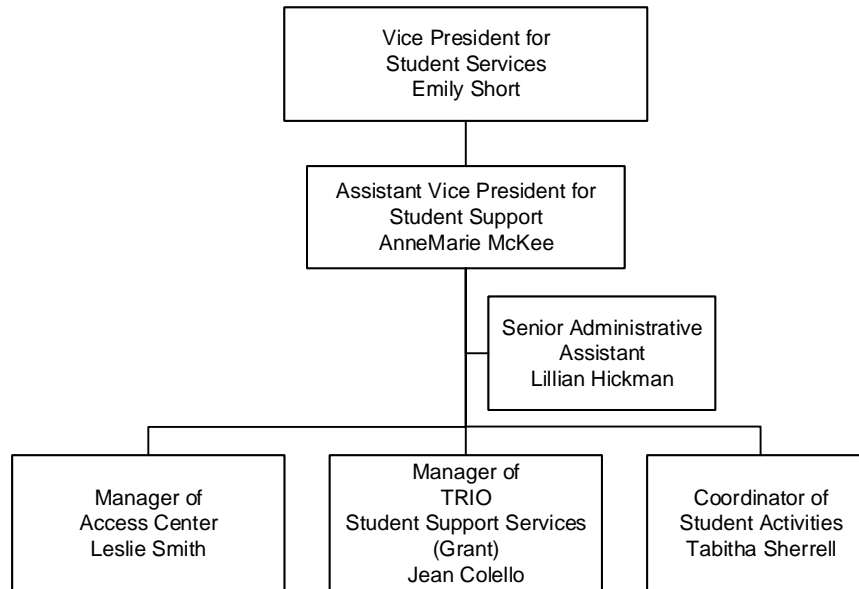 Vice President for
Student Services
Emily Short
Assistant Vice President for
Student Support
AnneMarie McKee
Senior Administrative
Assistant
Lillian Hickman
Manager of
Access Center
Leslie Smith
Manager of
TRIO
Student Support Services
(Grant)
Jean Colello
Coordinator of
Student Activities
Tabitha Sherrell